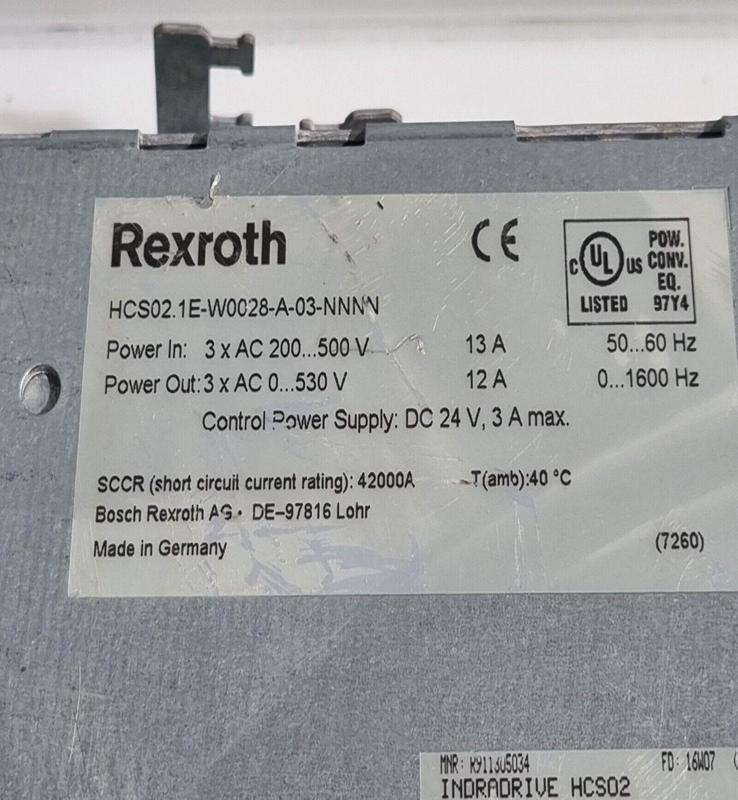 Rexroth
CE
C UL US
POW.
CONV.
EQ.
LISTED 97Y4
HCS02.1E-W0028-A-03-NNNN
Power In: 3 x AC 200...500 V 13 A 50...60 Hz
Power Out: 3 x AC 0...530 V 12 A 0...1600 Hz
Control Power Supply: DC 24 V, 3 A max.
SCCR (short circuit current rating): 42000A T(amb):40 °C
Bosch Rexroth AG • DE-97816 Lohr
Made in Germany (7260)
MNR: R911305034 FD: 16W07
INDRADRIVE HCS02